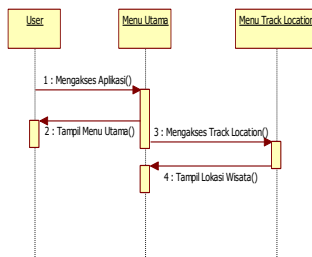 User
Menu Utama
Menu Track Location
1 : Mengakses Aplikasi()
2 : Tampil Menu Utama()
3 : Mengakses Track Location()
4 : Tampil Lokasi Wisata()